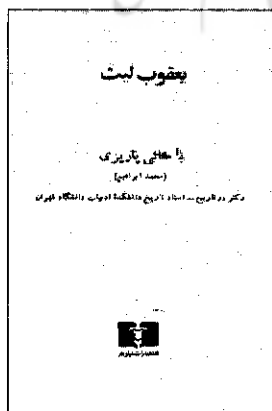 یعقوب لیث
باستانی پاریزی
(محمد ابراهیم)
دکتر در تاریخ ـ استاد تاریخ دانشکدهٔ ادبیات دانشگاه تهران